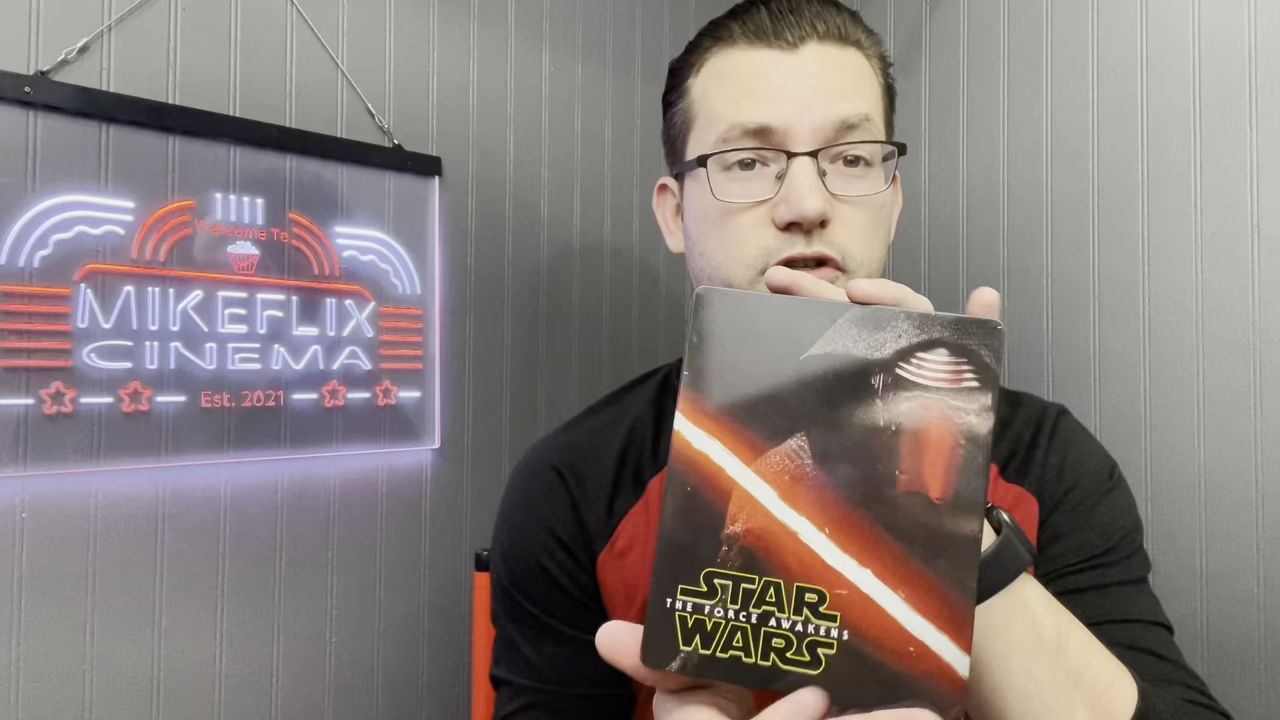 Welcome To
MIKEFLIX
CINEMA
Est. 2021
STAR
THE FORCE AWAKENS
WARS